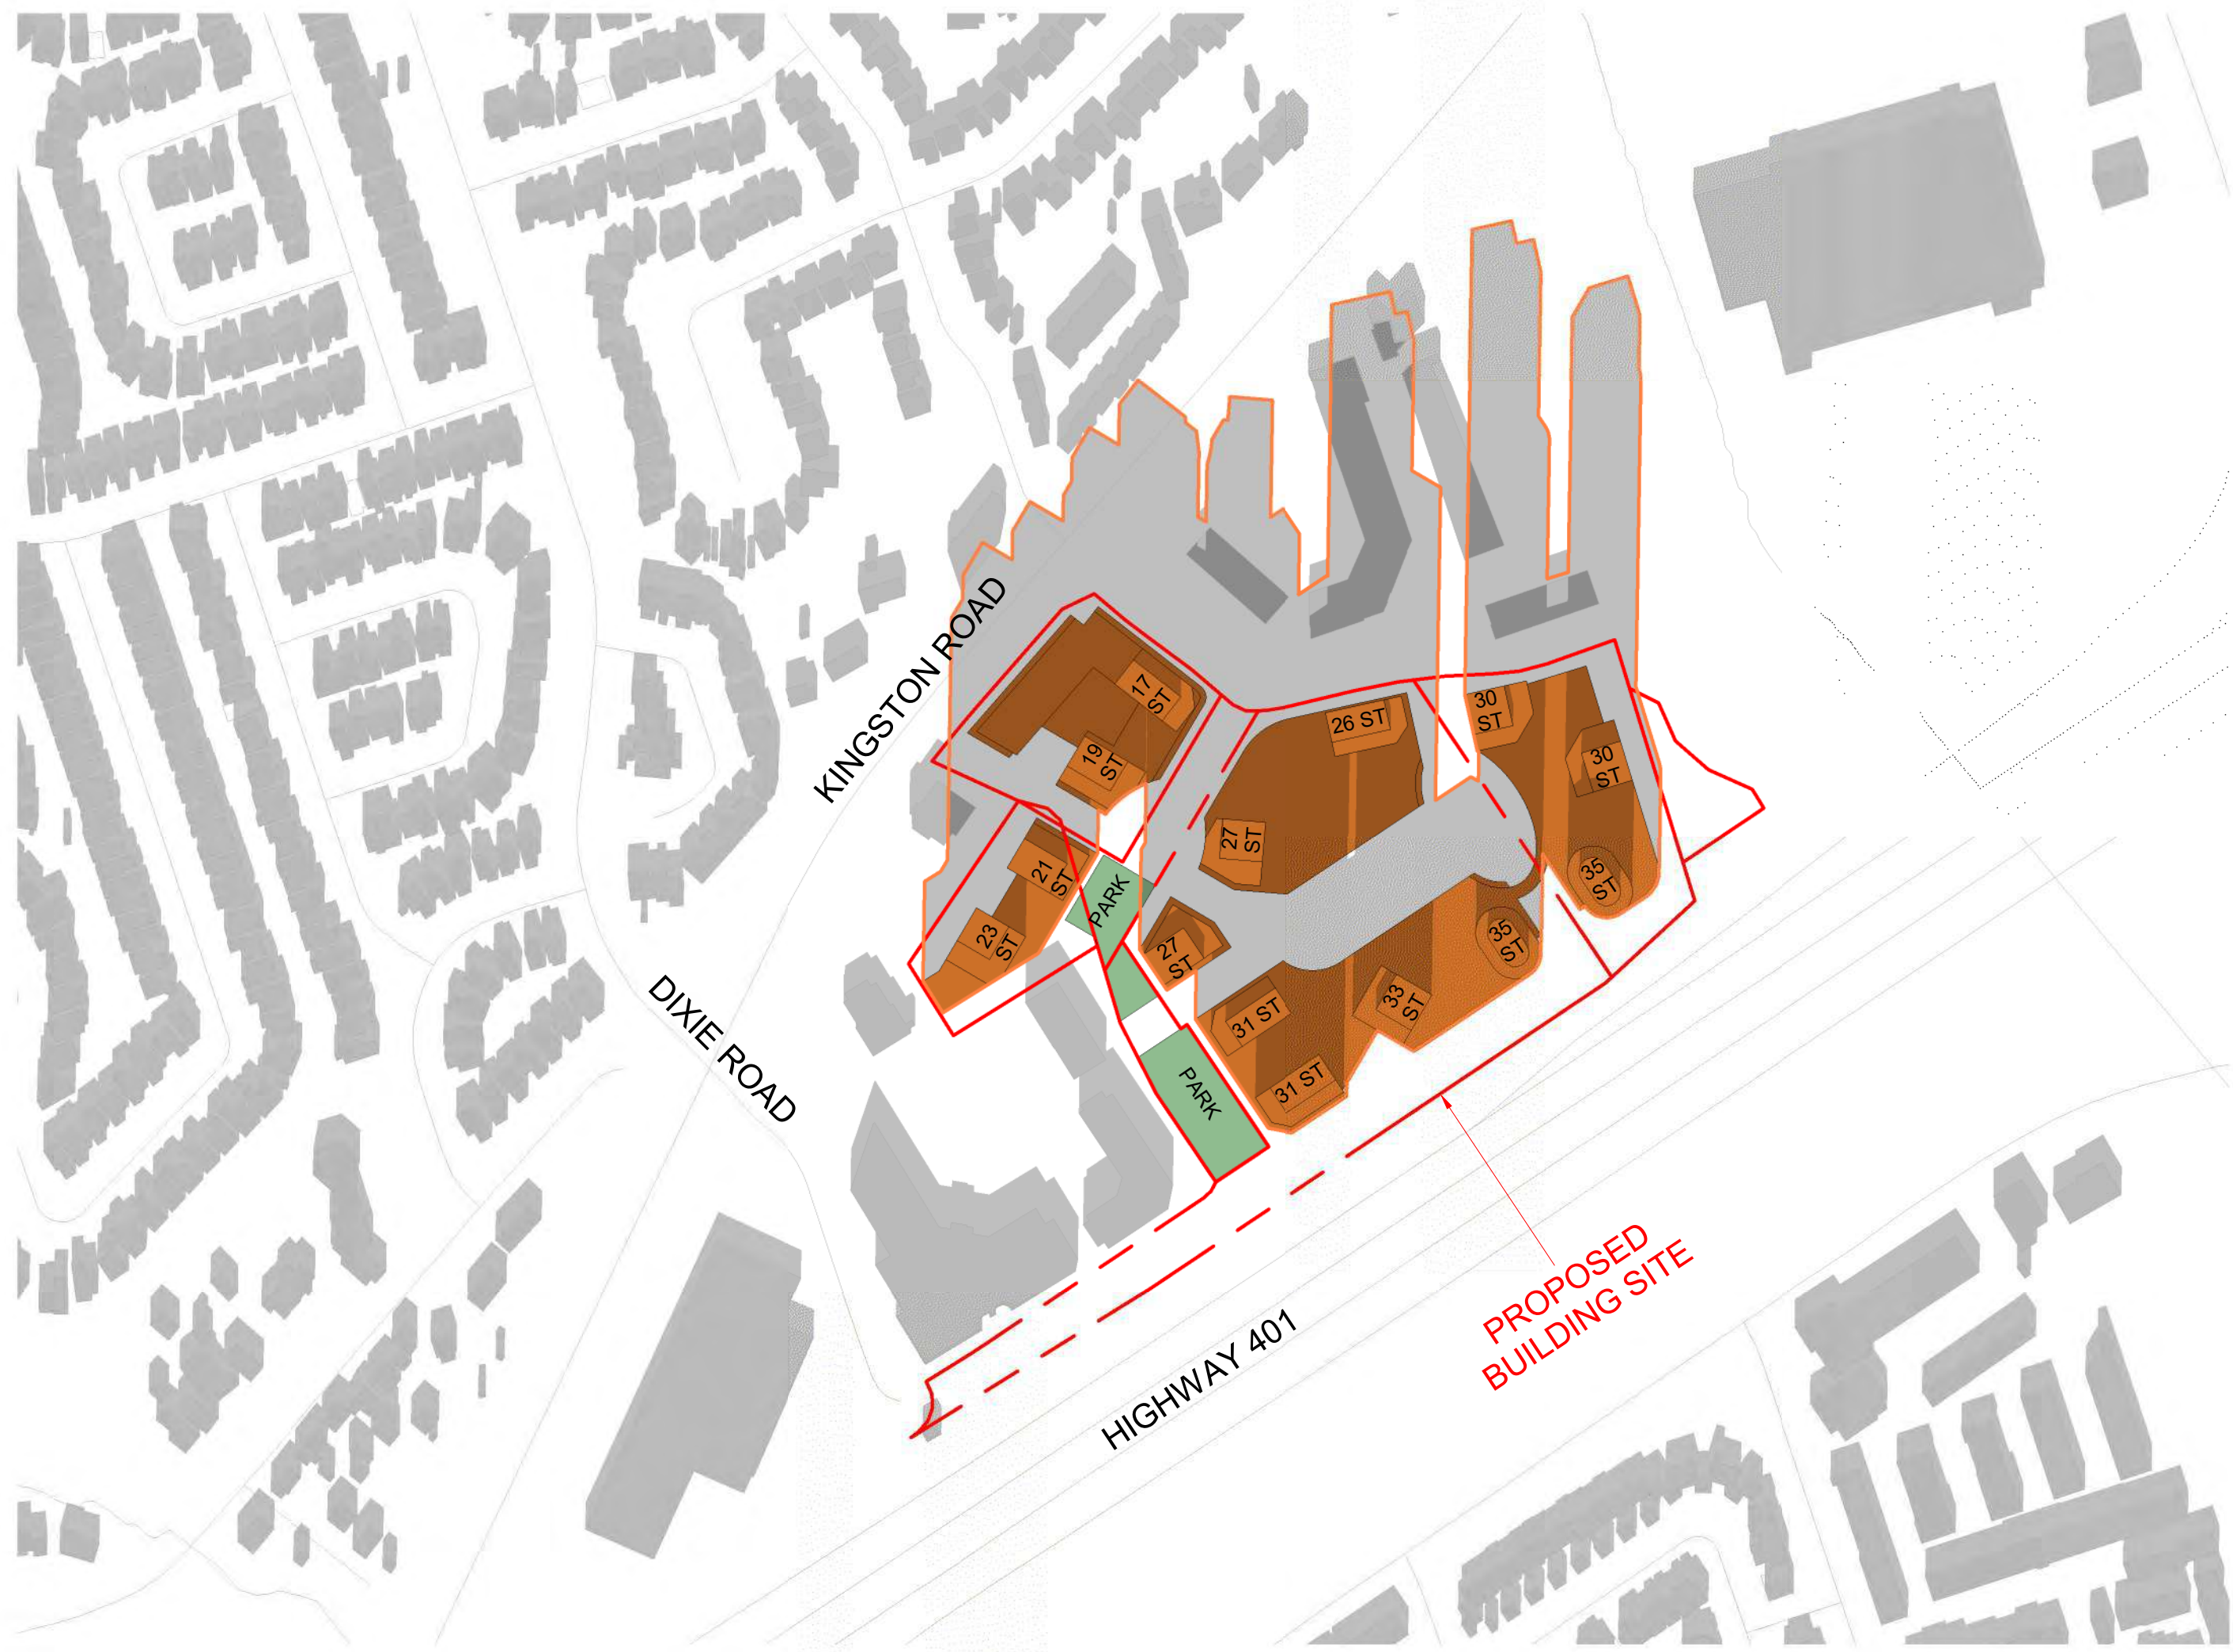 KINGSTON ROAD
17
ST
19
ST
26 ST
30
ST
30
ST
27
ST
21
ST
PARK
35
ST
23
ST
27
ST
35
ST
31 ST
33
ST
31 ST
PARK
DIXIE ROAD
HIGHWAY 401
PROPOSED
BUILDING SITE